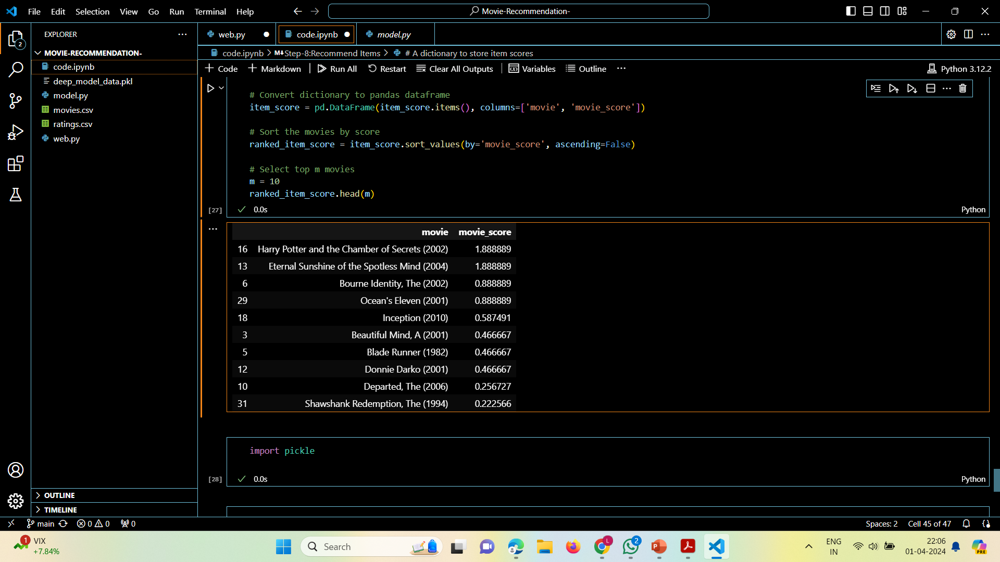 File Edit Selection View Go Run Terminal Help
Movie-Recommendation-
EXPLORER
web.py
code.ipynb
model.py
2
MOVIE-RECOMMENDATION-
code.ipynb
deep_model_data.pkl
model.py
movies.csv
ratings.csv
web.py
code.ipynb > M↓Step-8:Recommend Items > # A dictionary to store item scores
+ Code + Markdown | Run All Restart Clear All Outputs | Variables Outline ...
Python 3.12.2
# Convert dictionary to pandas dataframe
item_score = pd.DataFrame(item_score.items(), columns=['movie', 'movie_score'])
# Sort the movies by score
ranked_item_score = item_score.sort_values(by='movie_score', ascending=False)
# Select top m movies
m = 10
ranked_item_score.head(m)
[27] 0.0s Python
movie movie_score
16 Harry Potter and the Chamber of Secrets (2002) 1.888889
13 Eternal Sunshine of the Spotless Mind (2004) 1.888889
6 Bourne Identity, The (2002) 0.888889
29 Ocean's Eleven (2001) 0.888889
18 Inception (2010) 0.587491
3 Beautiful Mind, A (2001) 0.466667
5 Blade Runner (1982) 0.466667
12 Donnie Darko (2001) 0.466667
10 Departed, The (2006) 0.256727
31 Shawshank Redemption, The (1994) 0.222566
import pickle
[28] 0.0s Python
OUTLINE
TIMELINE
main 0 0 0
Spaces: 2 Cell 45 of 47
1 VIX
+7.84%
Search
L
2
P
ENG
IN
22:06
01-04-2024
PRE